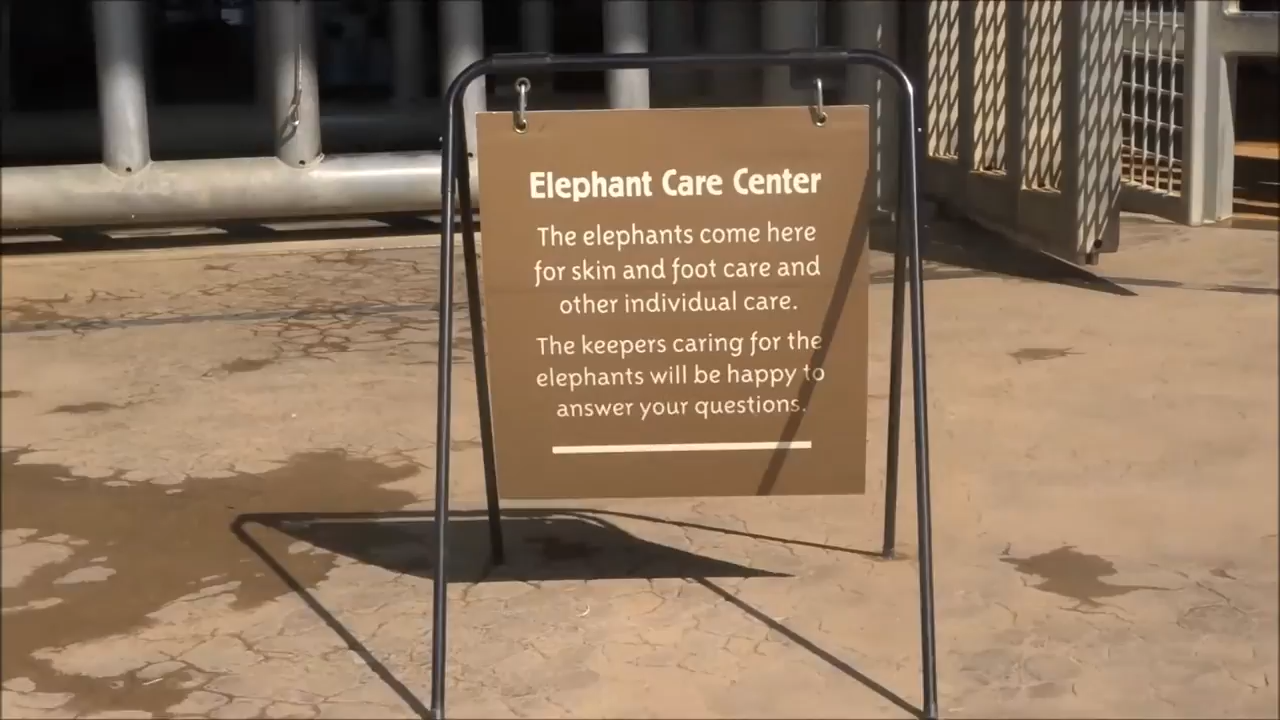 Elephant Care Center
The elephants come here
for skin and foot care and
other individual care.
The keepers caring for the
elephants will be happy to
answer your questions.